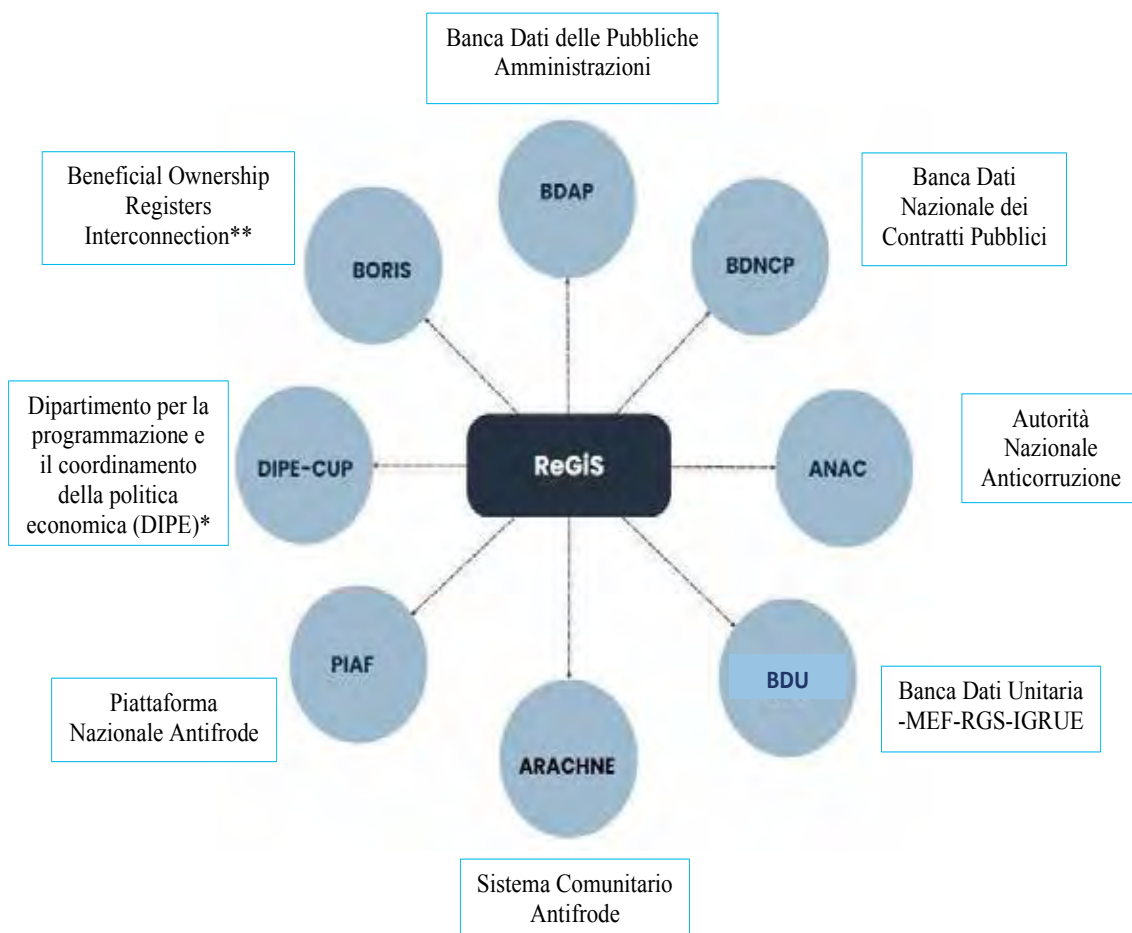 Banca Dati delle Pubbliche
Amministrazioni
BDAP
Beneficial Ownership
Registers
Interconnection**
BORIS
Banca Dati
Nazionale dei
Contratti Pubblici
BDNCP
Dipartimento per la
programmazione e
il coordinamento
della politica
economica (DIPE)*
DIPE-CUP
ReGiS
ANAC
Autorità
Nazionale
Anticorruzione
PIAF
Piattaforma
Nazionale Antifrode
BDU
Banca Dati Unitaria
-MEF-RGS-IGRUE
ARACHNE
Sistema Comunitario
Antifrode